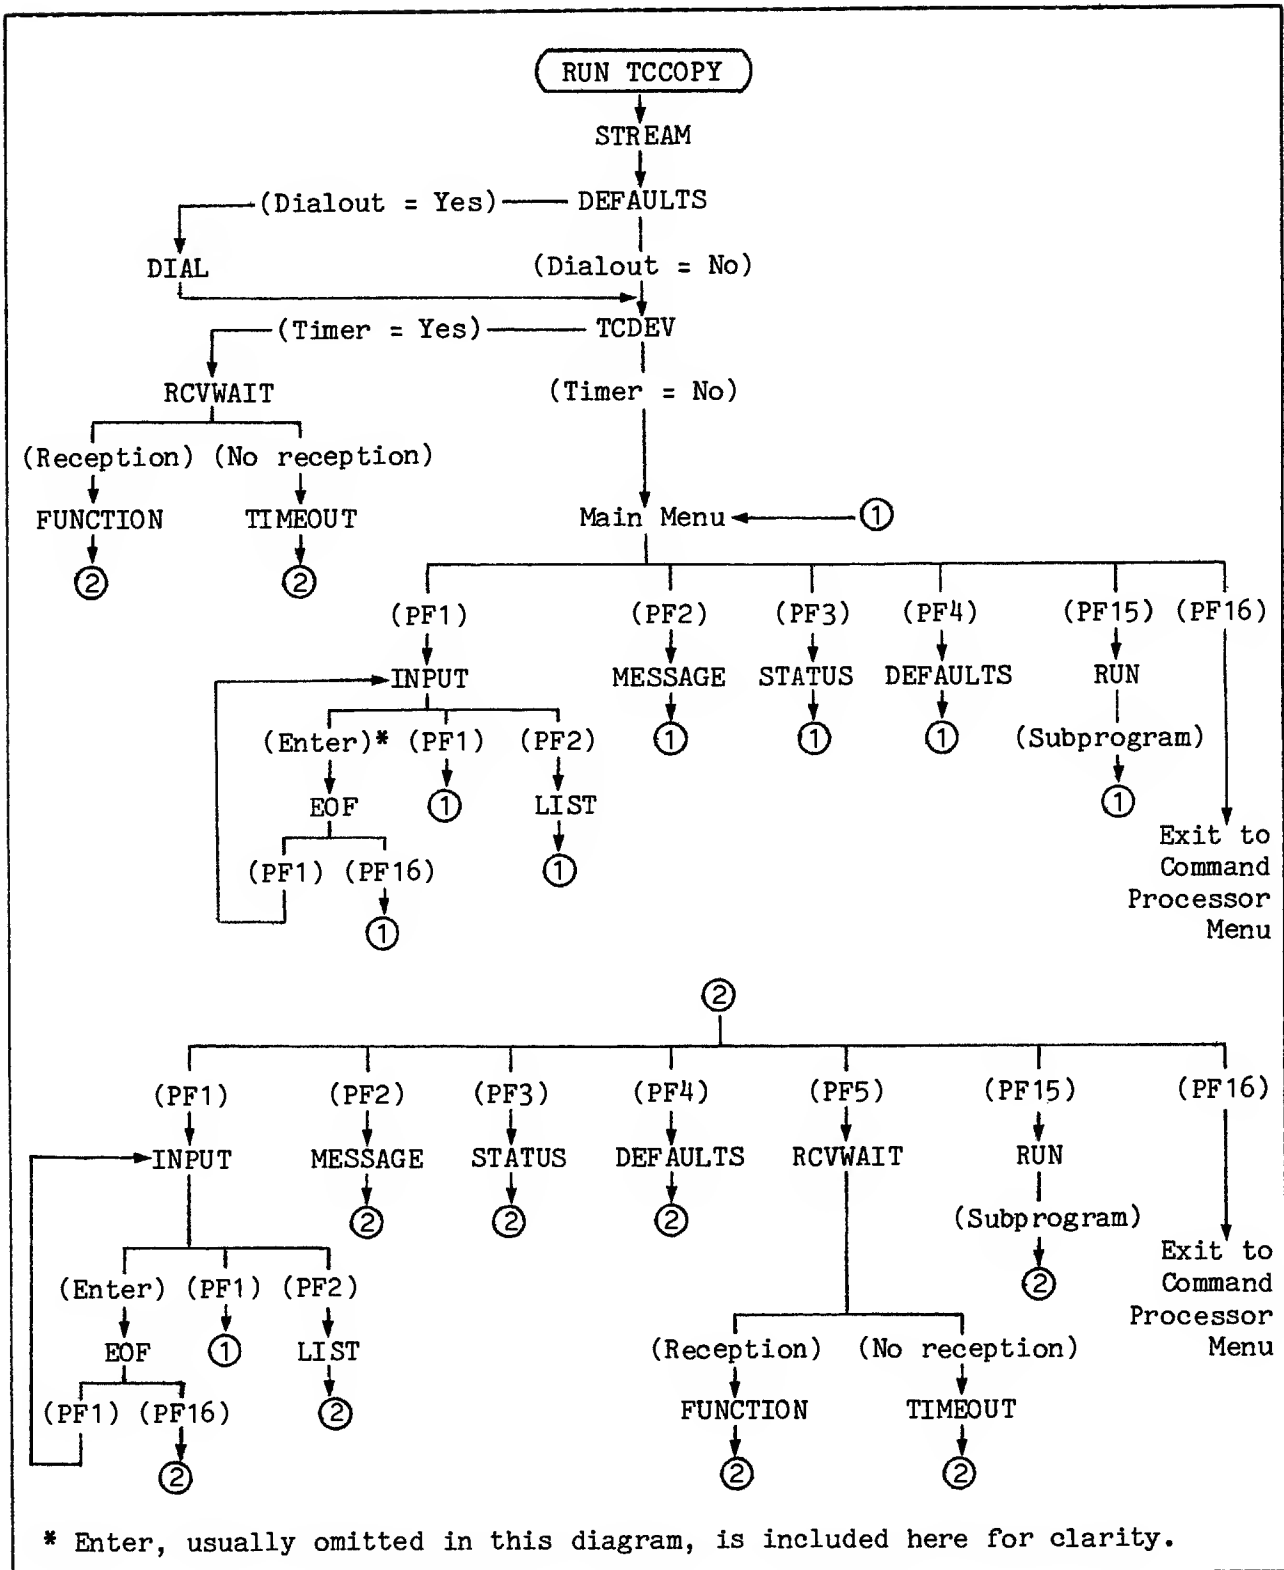 RUN TCCOPY
STREAM
(Dialout = Yes) DEFAULTS
DIAL (Dialout = No)
(Timer = Yes) TCDEV
RCVWAIT (Timer = No)
(Reception) (No reception)
FUNCTION TIMEOUT Main Menu ①
② ②
(PF1) (PF2) (PF3) (PF4) (PF15) (PF16)
INPUT MESSAGE STATUS DEFAULTS RUN
(Enter)* (PF1) (PF2) ① ① ① (Subprogram)
EOF ① LIST ①
(PF1) (PF16) ① Exit to
Command
Processor
① Menu
②
(PF1) (PF2) (PF3) (PF4) (PF5) (PF15) (PF16)
INPUT MESSAGE STATUS DEFAULTS RCVWAIT RUN
② ② ② (Subprogram)
Exit to
(Enter) (PF1) (PF2) ② Command
Processor
EOF ① LIST (Reception) (No reception) Menu
(PF1) (PF16) ② FUNCTION TIMEOUT
② ② ②
* Enter, usually omitted in this diagram, is included here for clarity.